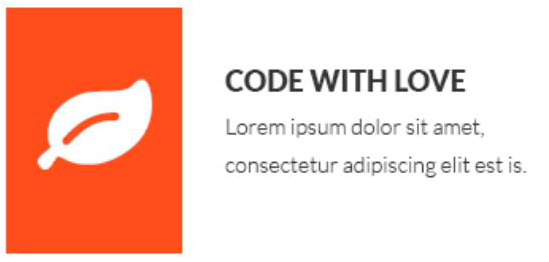 CODE WITH LOVE
Lorem ipsum dolor sit amet,
consectetur adipiscing elit est is.